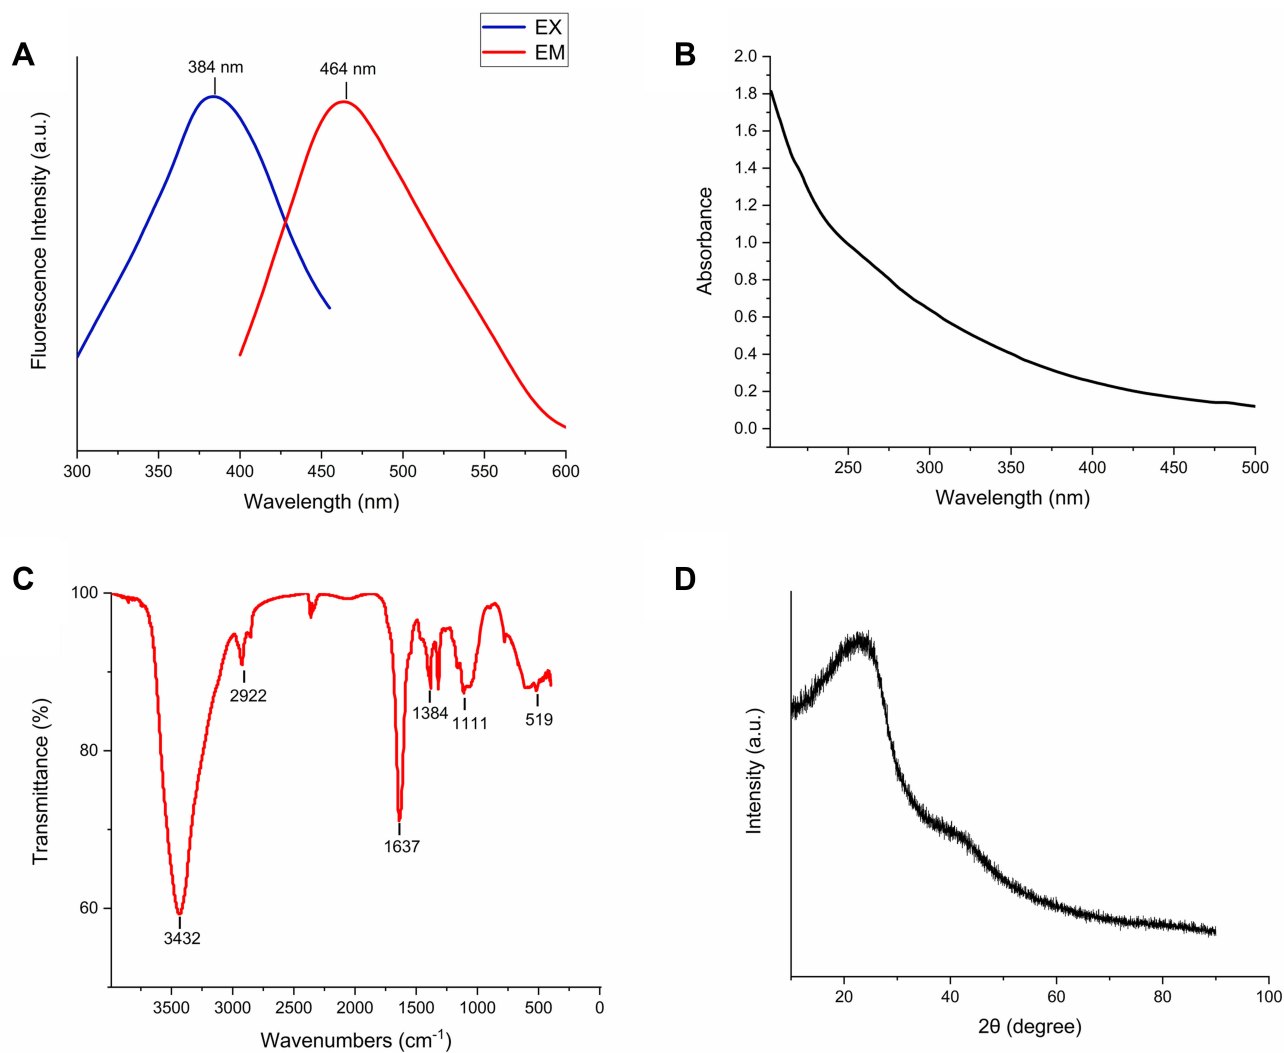 A
EX
EM
384 nm
464 nm
Fluorescence Intensity (a.u.)
300 350 400 450 500 550 600
Wavelength (nm)
B
2.0
1.8
1.6
1.4
1.2
1.0
0.8
0.6
0.4
0.2
0.0
Absorbance
250 300 350 400 450 500
Wavelength (nm)
C
100
80
60
Transmittance (%)
3432
2922
1637
1384
1111
519
3500 3000 2500 2000 1500 1000 500 0
Wavenumbers (cm⁻¹)
D
Intensity (a.u.)
20 40 60 80 100
2θ (degree)